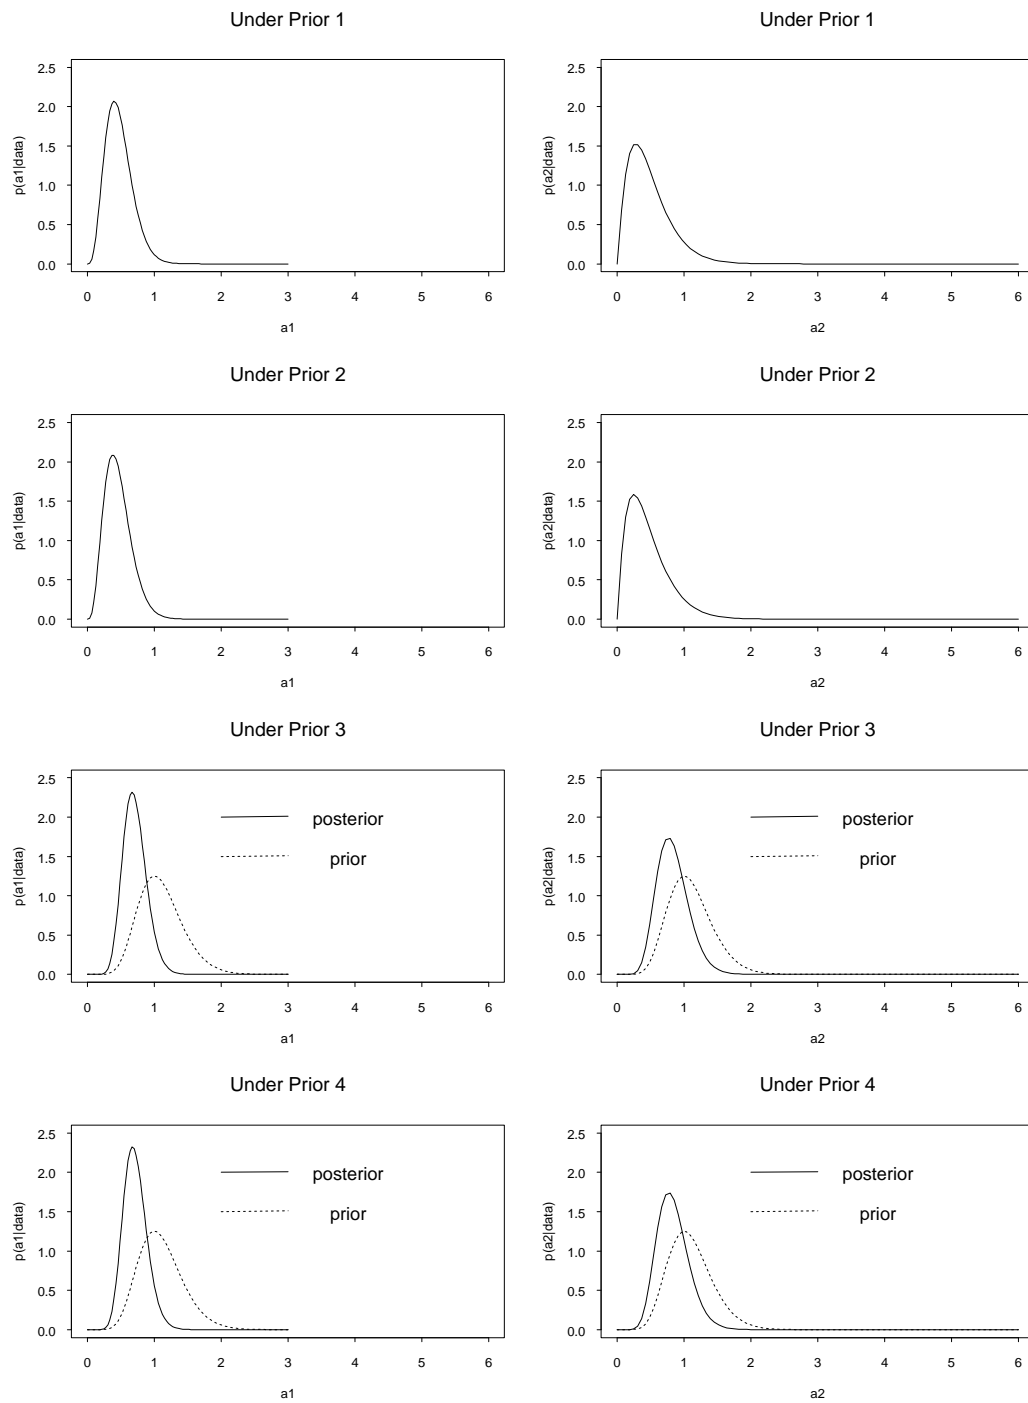 Under Prior 1
2.5
2.0
1.5
1.0
0.5
0.0
p(a1|data)
0 1 2 3 4 5 6
a1
Under Prior 1
2.5
2.0
1.5
1.0
0.5
0.0
p(a2|data)
0 1 2 3 4 5 6
a2
Under Prior 2
2.5
2.0
1.5
1.0
0.5
0.0
p(a1|data)
0 1 2 3 4 5 6
a1
Under Prior 2
2.5
2.0
1.5
1.0
0.5
0.0
p(a2|data)
0 1 2 3 4 5 6
a2
Under Prior 3
2.5
2.0
1.5
1.0
0.5
0.0
p(a1|data)
posterior
prior
0 1 2 3 4 5 6
a1
Under Prior 3
2.5
2.0
1.5
1.0
0.5
0.0
p(a2|data)
posterior
prior
0 1 2 3 4 5 6
a2
Under Prior 4
2.5
2.0
1.5
1.0
0.5
0.0
p(a1|data)
posterior
prior
0 1 2 3 4 5 6
a1
Under Prior 4
2.5
2.0
1.5
1.0
0.5
0.0
p(a2|data)
posterior
prior
0 1 2 3 4 5 6
a2